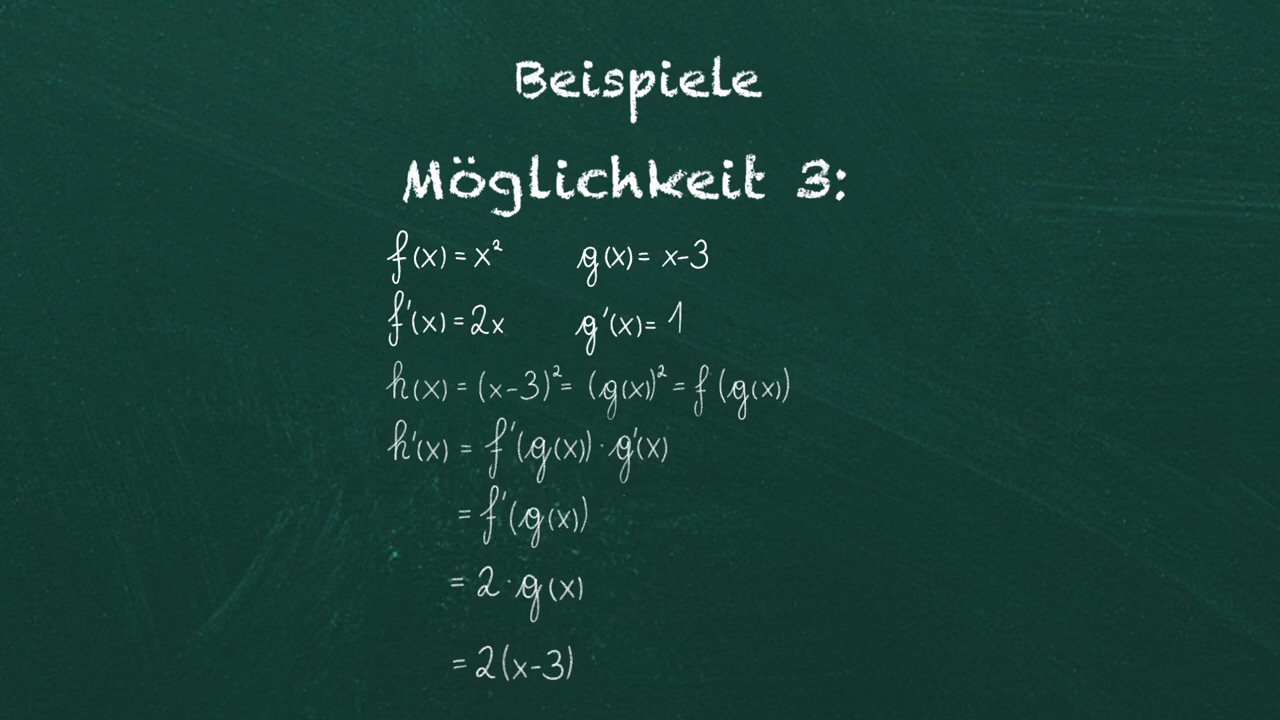 Beispiele
Möglichkeit 3:
f(x) = x² g(x) = x-3
f'(x) = 2x g'(x) = 1
h(x) = (x-3)² = (g(x))² = f(g(x))
h'(x) = f'(g(x)) · g'(x)
= f'(g(x))
= 2 · g(x)
= 2(x-3)